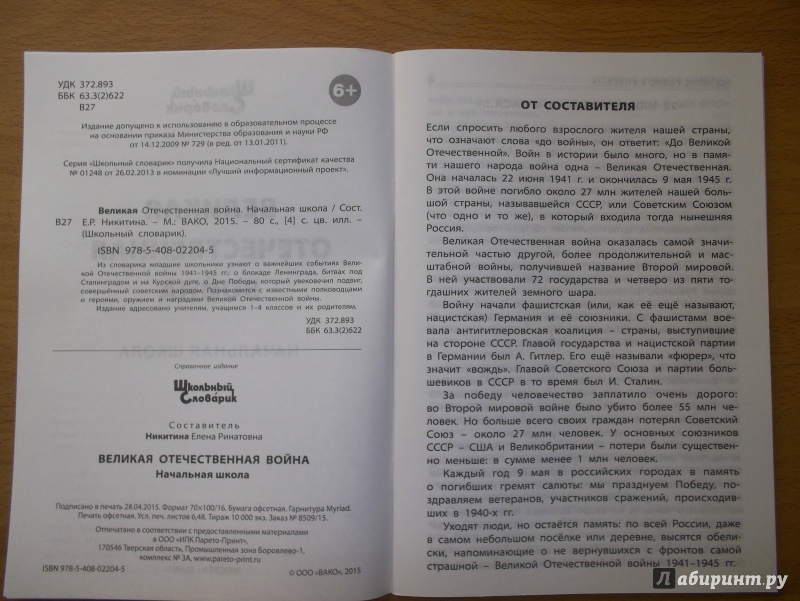 УДК 372.893
ББК 63.3(2)622
В27
6+
Издание допущено к использованию в образовательном процессе
на основании приказа Министерства образования и науки РФ
от 14.12.2009 № 729 (в ред. от 13.01.2011).
Серия «Школьный словарик» получила Национальный сертификат качества
№ 01248 от 26.02.2013 в номинации «Лучший информационный проект».
Великая Отечественная война. Начальная школа / Сост.
В27 Е.Р. Никитина. – М.: ВАКО, 2015. – 80 с., [4] с. цв. илл. –
(Школьный словарик).
ISBN 978-5-408-02204-5
Из словарика младшие школьники узнают о важнейших событиях Вели-
кой Отечественной войны 1941–1945 гг.: о блокаде Ленинграда, битвах под
Сталинградом и на Курской дуге, о Дне Победы, который увековечил подвиг,
совершённый советским народом. Познакомятся с известными полководцами
и героями, оружием и наградами Великой Отечественной войны.
Издание адресовано учителям, учащимся 1–4 классов и их родителям.
УДК 372.893
ББК 63.3(2)622
Справочное издание
Школьный
Словарик
Составитель
Никитина Елена Ринатовна
ВЕЛИКАЯ ОТЕЧЕСТВЕННАЯ ВОЙНА
Начальная школа
Подписано в печать 28.04.2015. Формат 70х100/16. Бумага офсетная. Гарнитура Myriad.
Печать офсетная. Усл. печ. листов 6,48. Тираж 10 000 экз. Заказ № 8509/15.
Отпечатано в соответствии с предоставленными материалами
в ООО «ИПК Парето-Принт»,
170546 Тверская область, Промышленная зона Боровлево-1,
комплекс № 3А, www.pareto-print.ru
ISBN 978-5-408-02204-5
© ООО «ВАКО», 2015
ОТ СОСТАВИТЕЛЯ
Если спросить любого взрослого жителя нашей страны,
что означают слова «до войны», он ответит: «До Великой
Отечественной». Войн в истории было много, но в памя-
ти нашего народа война одна – Великая Отечественная.
Она началась 22 июня 1941 г. и окончилась 9 мая 1945 г.
В этой войне погибло около 27 млн жителей нашей боль-
шой страны, называвшейся СССР, или Советским Союзом
(что одно и то же), в который входила тогда нынешняя
Россия.
Великая Отечественная война оказалась самой значи-
тельной частью другой, более продолжительной и мас-
штабной войны, получившей название Второй мировой.
В ней участвовали 72 государства и четверо из пяти то-
гдашних жителей земного шара.
Войну начали фашистская (или, как её ещё называют,
нацистская) Германия и её союзники. С фашистами вое-
вала антигитлеровская коалиция – страны, выступившие
на стороне СССР. Главой государства и нацистской партии
в Германии был А. Гитлер. Его ещё называли «фюрер», что
значит «вождь». Главой Советского Союза и партии боль-
шевиков в СССР в то время был И. Сталин.
За победу человечество заплатило очень дорого:
во Второй мировой войне было убито более 55 млн че-
ловек. Но больше всего своих граждан потерял Советский
Союз – около 27 млн человек. У основных союзников
СССР – США и Великобритании – потери были существен-
но меньше: в сумме менее 1 млн человек.
Каждый год 9 мая в российских городах в память
о погибших гремят салюты: мы празднуем Победу, по-
здравляем ветеранов, участников сражений, происходив-
ших в 1940-х гг.
Уходят люди, но остаётся память: по всей России, даже
в самом небольшом посёлке или деревне, высятся обели-
ски, напоминающие о не вернувшихся с фронтов самой
страшной – Великой Отечественной войны 1941–1945 гг.
Лабиринт.ру